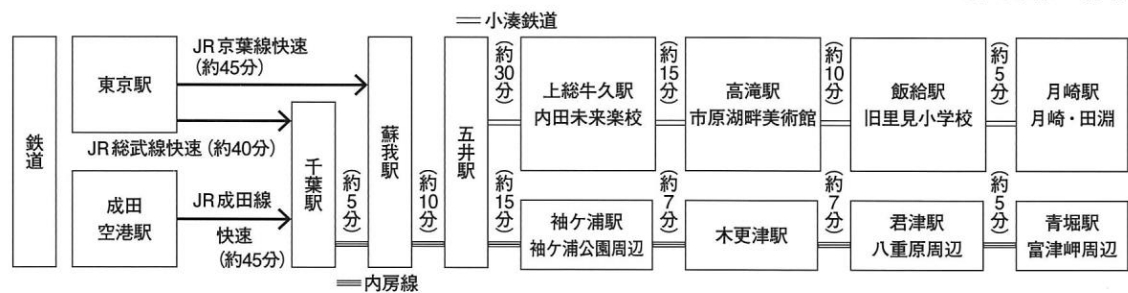 小湊鉄道
鉄道
東京駅
JR京葉線快速
(約45分)
JR総武線快速(約40分)
成田
空港駅
JR成田線
快速
(約45分)
千葉駅
(約5分)
蘇我駅
(約10分)
五井駅
(約30分)
上総牛久駅
内田未来楽校
(約15分)
高滝駅
市原湖畔美術館
(約10分)
飯給駅
旧里見小学校
(約5分)
月崎駅
月崎・田淵
(約15分)
袖ケ浦駅
袖ケ浦公園周辺
(約7分)
木更津駅
(約7分)
君津駅
八重原周辺
(約5分)
青堀駅
富津岬周辺
内房線